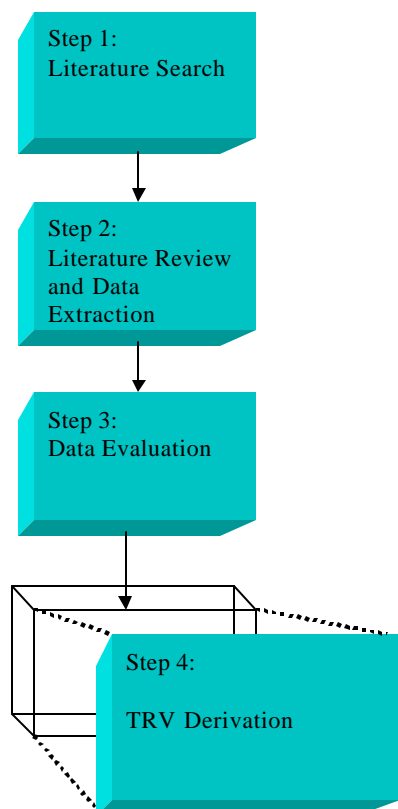 Step 1:
Literature Search
Step 2:
Literature Review
and Data
Extraction
Step 3:
Data Evaluation
Step 4:
TRV Derivation